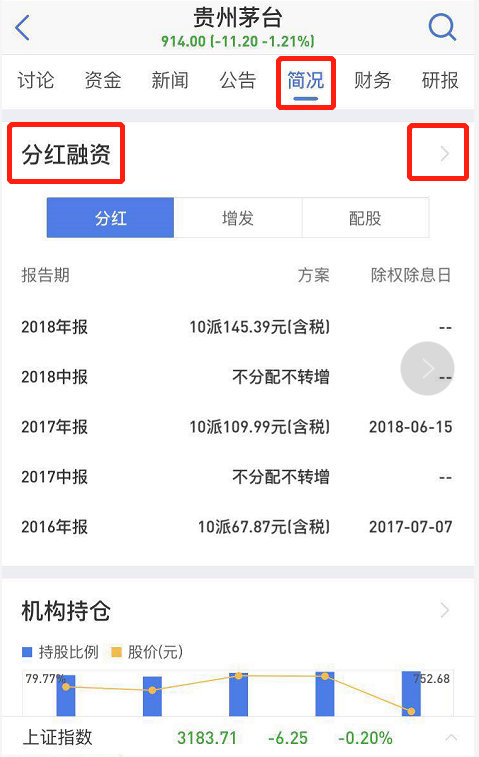 贵州茅台
914.00 (-11.20 -1.21%)
讨论 资金 新闻 公告 简况 财务 研报
分红融资
分红 增发 配股
报告期 方案 除权除息日
2018年报 10派145.39元(含税) --
2018中报 不分配不转增 --
2017年报 10派109.99元(含税) 2018-06-15
2017中报 不分配不转增 --
2016年报 10派67.87元(含税) 2017-07-07
机构持仓
持股比例 股价(元)
79.77% 752.68
上证指数 3183.71 -6.25 -0.20%